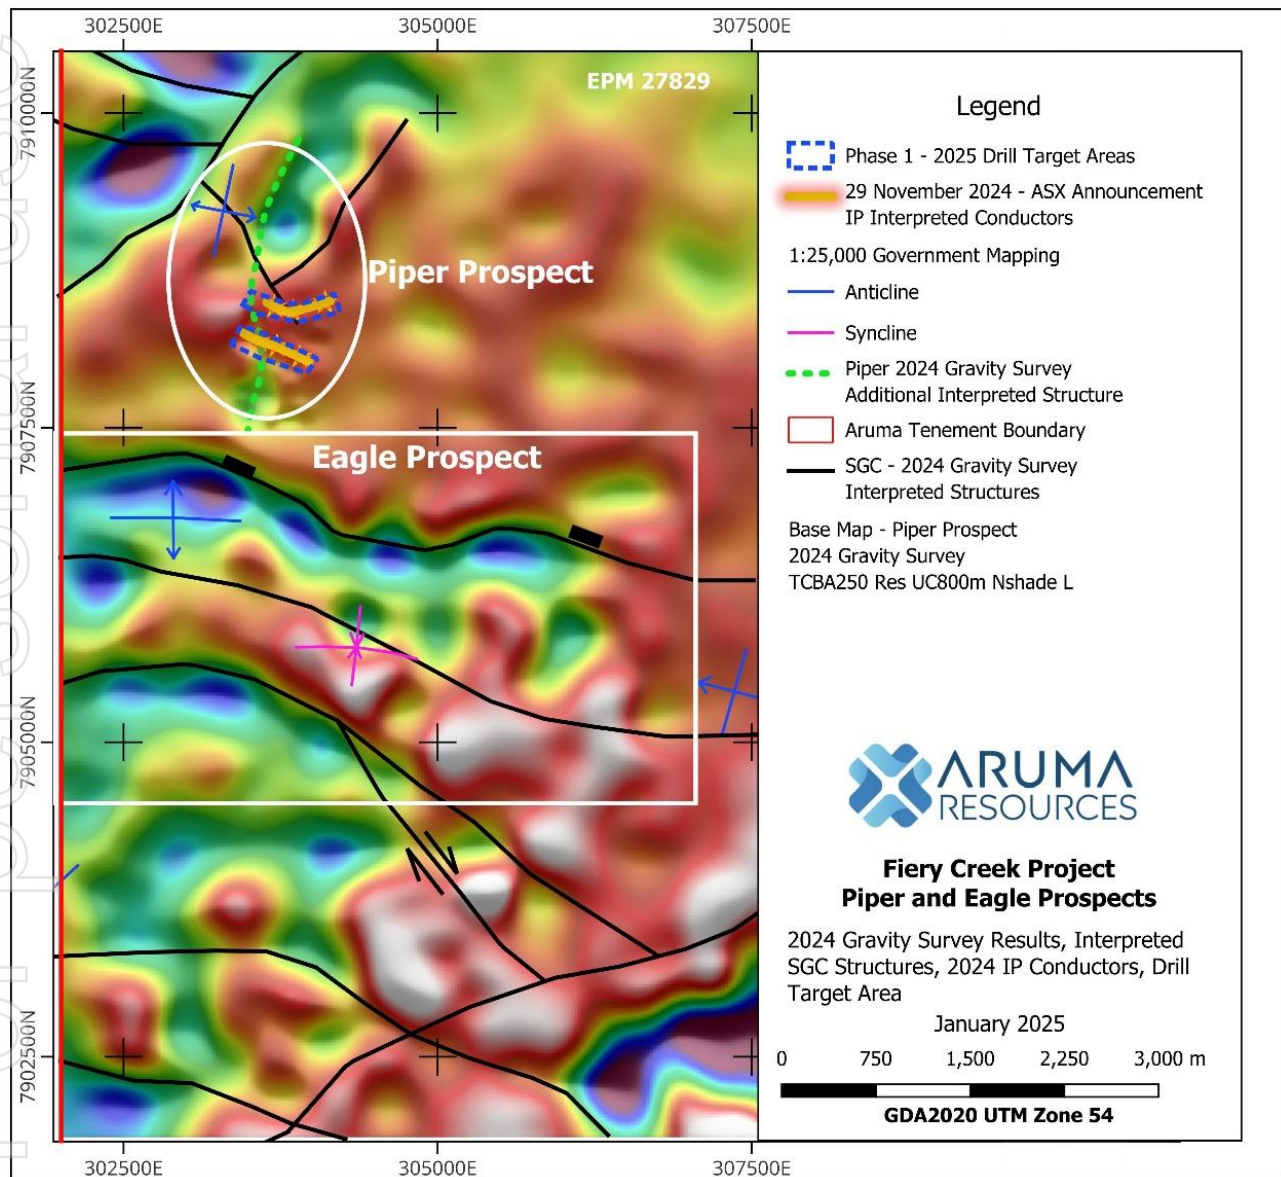 302500E 305000E 307500E
EPM 27829
7910000N
Piper Prospect
7907500N
Eagle Prospect
7905000N
7902500N
302500E 305000E 307500E
Legend
Phase 1 - 2025 Drill Target Areas
29 November 2024 - ASX Announcement
IP Interpreted Conductors
1:25,000 Government Mapping
Anticline
Syncline
Piper 2024 Gravity Survey
Additional Interpreted Structure
Aruma Tenement Boundary
SGC - 2024 Gravity Survey
Interpreted Structures
Base Map - Piper Prospect
2024 Gravity Survey
TCBA250 Res UC800m Nshade L
ARUMA
RESOURCES
Fiery Creek Project
Piper and Eagle Prospects
2024 Gravity Survey Results, Interpreted
SGC Structures, 2024 IP Conductors, Drill
Target Area
January 2025
0 750 1,500 2,250 3,000 m
GDA2020 UTM Zone 54